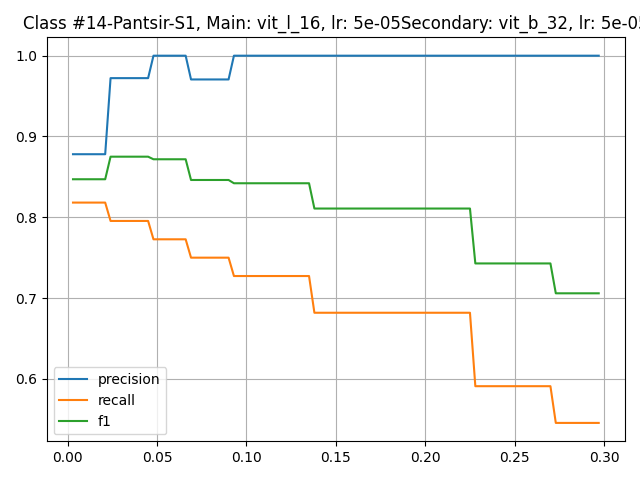 Class #14-Pantsir-S1, Main: vit_l_16, lr: 5e-05Secondary: vit_b_32, lr: 5e-05
1.0
0.9
0.8
0.7
0.6
precision
recall
f1
0.00 0.05 0.10 0.15 0.20 0.25 0.30